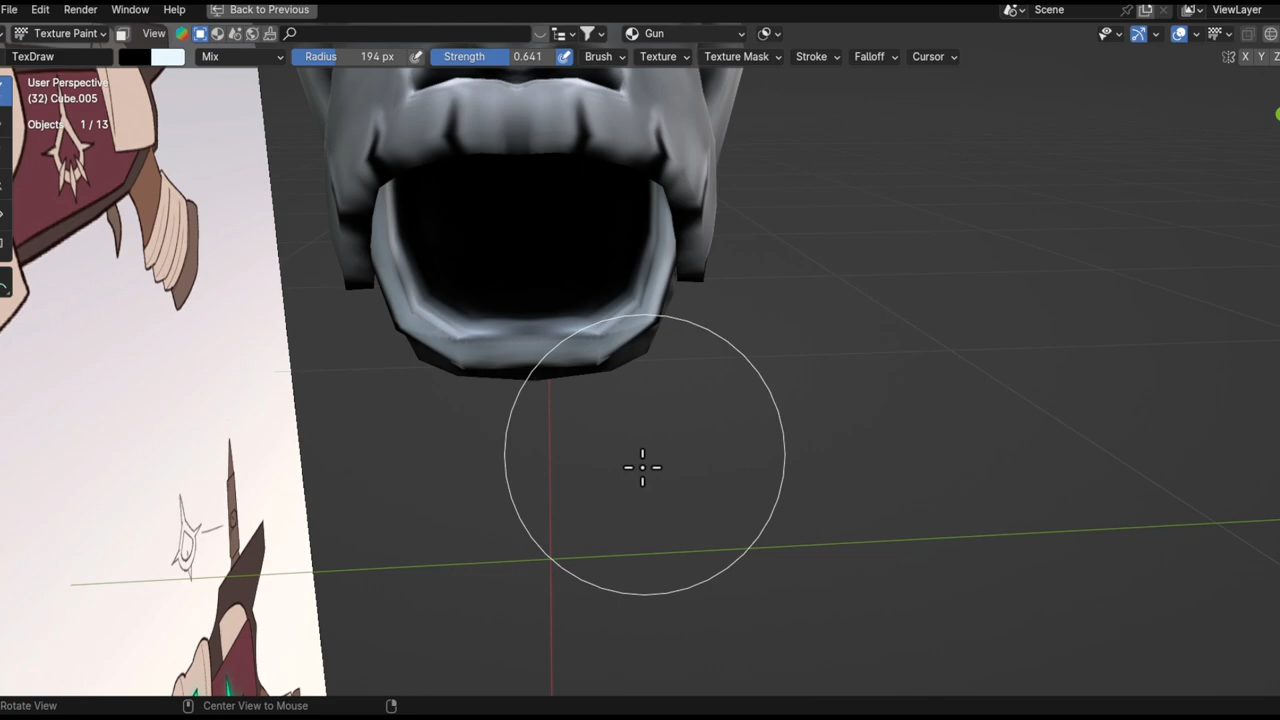 File Edit Render Window Help Back to Previous Scene ViewLayer
Texture Paint View Gun
TexDraw Mix Radius 194 px Strength 0.641 Brush Texture Texture Mask Stroke Falloff Cursor X Y Z
User Perspective
(32) Cube.005
Objects 1 / 13
Rotate View Center View to Mouse